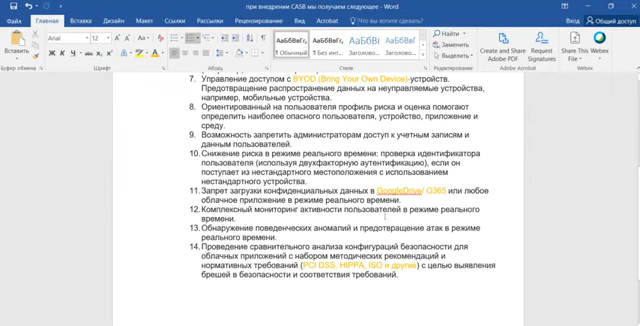 при внедрении CASB мы получаем следующее - Word
Файл Главная Вставка Дизайн Макет Ссылки Рассылки Рецензирование Вид Acrobat Что вы хотите сделать? Вход Общий доступ
Вставить
Arial 12
Ж К Ч
АаБбВвГг, АаБбВвГг, АаБбВı АаБбВвГ
¶ Обычный ¶ Без инте... Заголово... Заголово...
Найти
Заменить
Выделить
Create and Share Adobe PDF
Request Signatures
Share This WebEx
WebEx
Буфер обмена Шрифт Абзац Стили Редактирование Adobe Acrobat
7. Управление доступом с BYOD (Bring Your Own Device)-устройств.
Предотвращение распространение данных на неуправляемые устройства,
например, мобильные устройства.
8. Ориентированный на пользователя профиль риска и оценка помогают
определить наиболее опасного пользователя, устройство, приложение и
среду.
9. Возможность запретить администраторам доступ к учетным записям и
данным пользователей.
10. Снижение риска в режиме реального времени: проверка идентификатора
пользователя (используя двухфакторную аутентификацию), если он
поступает из нестандартного местоположения с использованием
нестандартного устройства.
11. Запрет загрузки конфиденциальных данных в GoogleDrive/ O365 или любое
облачное приложение в режиме реального времени.
12. Комплексный мониторинг активности пользователей в режиме реального
времени.
13. Обнаружение поведенческих аномалий и предотвращение атак в режиме
реального времени.
14. Проведение сравнительного анализа конфигураций безопасности для
облачных приложений с набором методических рекомендаций и
нормативных требований (PCI DSS, HIPPA, ISO и другие) с целью выявления
брешей в безопасности и соответствия требований.